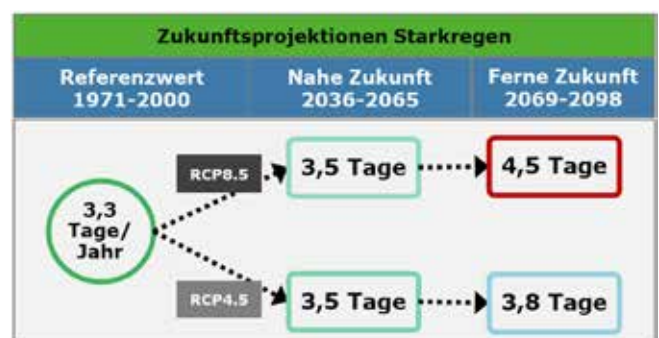 Zukunftsprojektionen Starkregen
Referenzwert
1971-2000
Nahe Zukunft
2036-2065
Ferne Zukunft
2069-2098
3,3
Tage/
Jahr
RCP8.5
3,5 Tage
4,5 Tage
RCP4.5
3,5 Tage
3,8 Tage